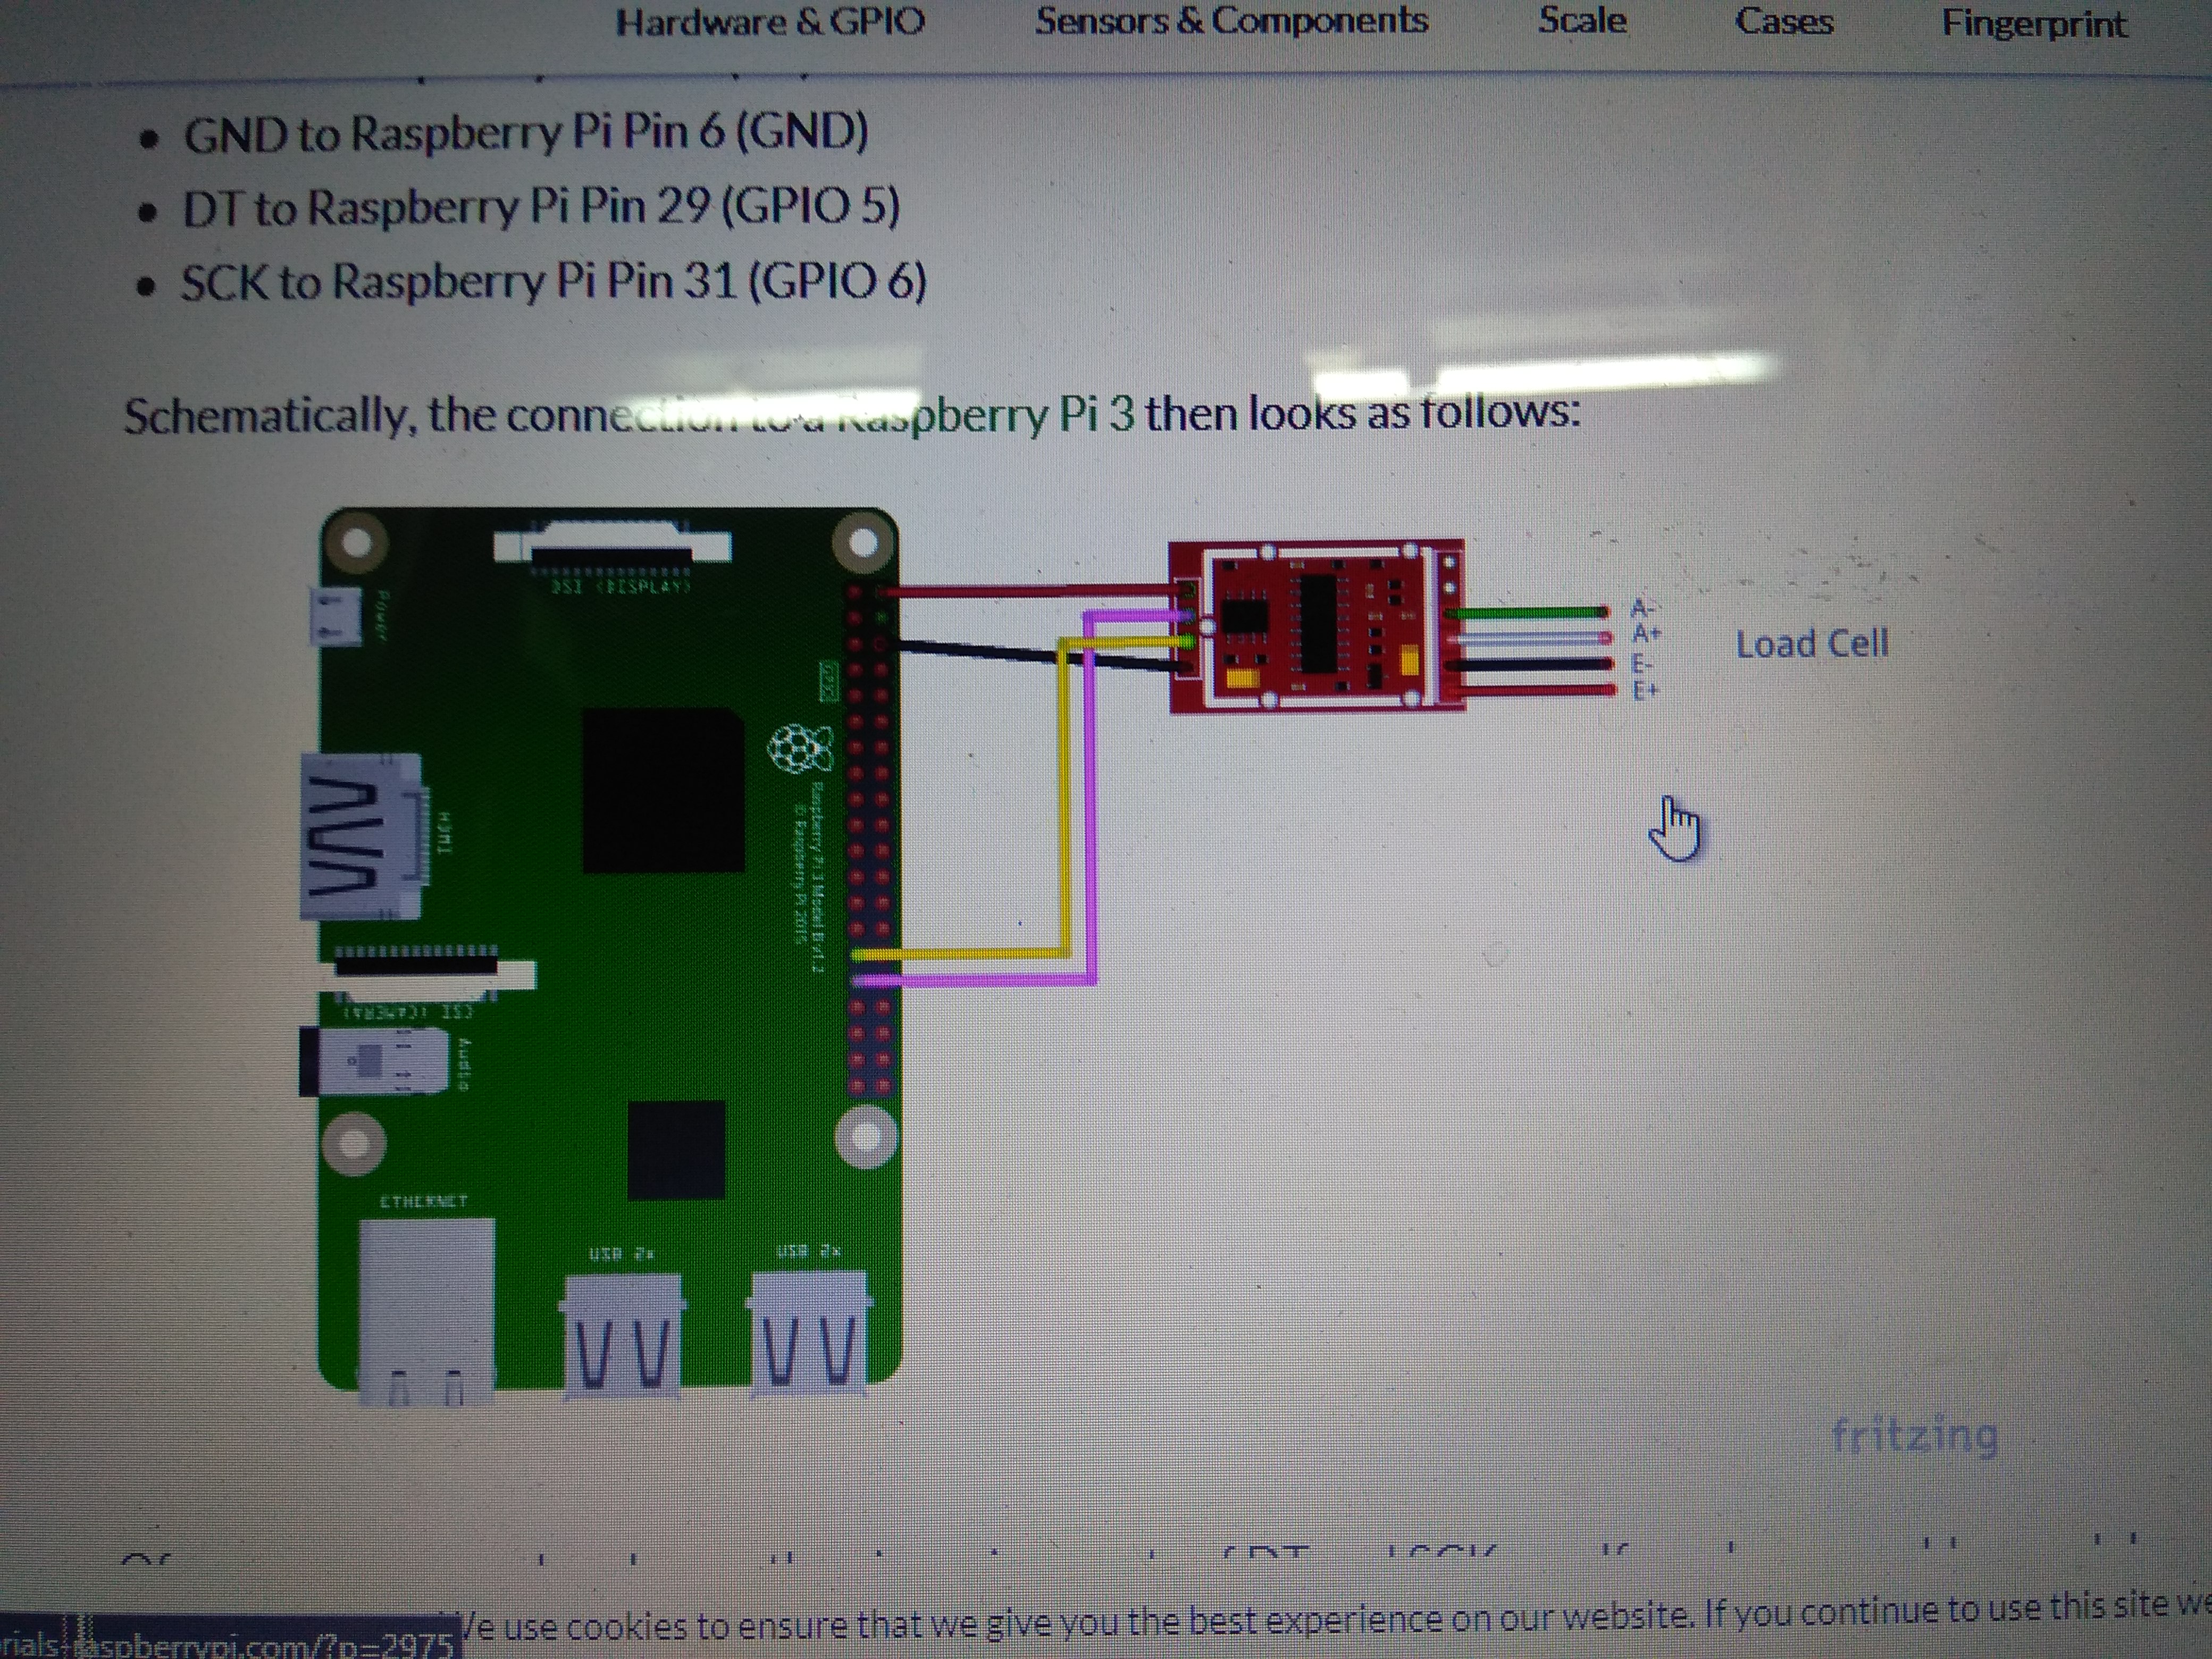 Hardware & GPIO Sensors & Components Scale Cases Fingerprint
• GND to Raspberry Pi Pin 6 (GND)
• DT to Raspberry Pi Pin 29 (GPIO 5)
• SCK to Raspberry Pi Pin 31 (GPIO 6)
Schematically, the connection to a Raspberry Pi 3 then looks as follows:
DSI (DISPLAY)
Power
A-
A+
E-
E+
Load Cell
HDMI
Raspberry Pi 3 Model B v1.2
© Raspberry Pi 2015
CSI (CAMERA)
Audio
ETHERNET
USB 2x
USB 2x
fritzing
We use cookies to ensure that we give you the best experience on our website. If you continue to use this site we
rials-raspberrypi.com/?p=2975